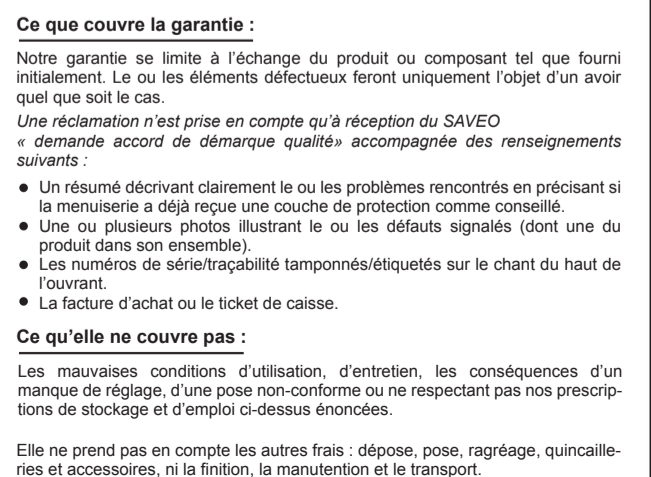 Ce que couvre la garantie :
Notre garantie se limite à l’échange du produit ou composant tel que fourni
initialement. Le ou les éléments défectueux feront uniquement l’objet d’un avoir
quel que soit le cas.
Une réclamation n’est prise en compte qu’à réception du SAVEO
« demande accord de démarque qualité» accompagnée des renseignements
suivants :
● Un résumé décrivant clairement le ou les problèmes rencontrés en précisant si
la menuiserie a déjà reçue une couche de protection comme conseillé.
● Une ou plusieurs photos illustrant le ou les défauts signalés (dont une du
produit dans son ensemble).
● Les numéros de série/traçabilité tamponnés/étiquetés sur le chant du haut de
l’ouvrant.
● La facture d’achat ou le ticket de caisse.
Ce qu’elle ne couvre pas :
Les mauvaises conditions d’utilisation, d’entretien, les conséquences d’un
manque de réglage, d’une pose non-conforme ou ne respectant pas nos prescrip-
tions de stockage et d’emploi ci-dessus énoncées.
Elle ne prend pas en compte les autres frais : dépose, pose, ragréage, quincaille-
ries et accessoires, ni la finition, la manutention et le transport.